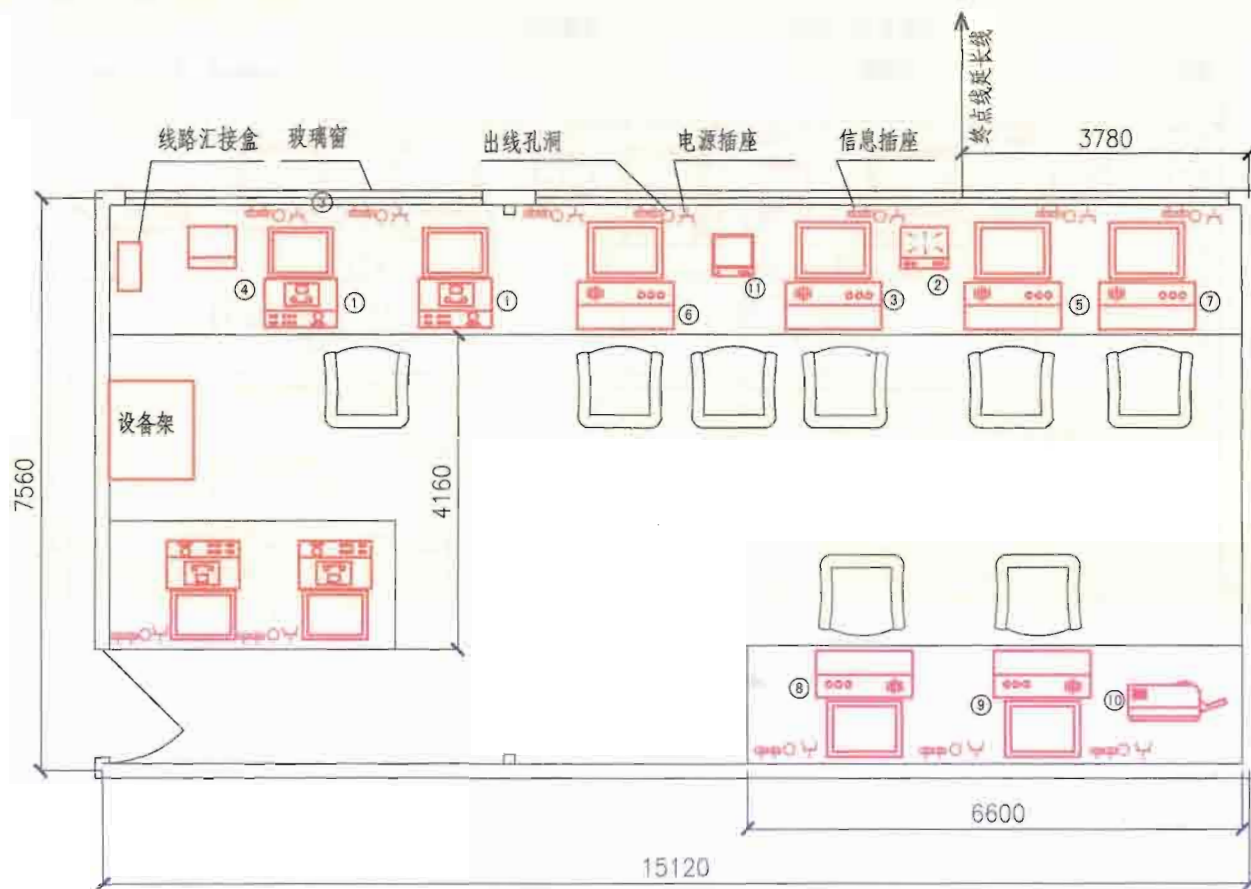 终点线延长线
线路汇接盒 玻璃窗 出线孔洞 电源插座 信息插座 3780
③
④ ① ① ⑥ ⑪ ③ ② ⑤ ⑦
设备架
7560
4160
⑧ ⑨ ⑩
6600
15120